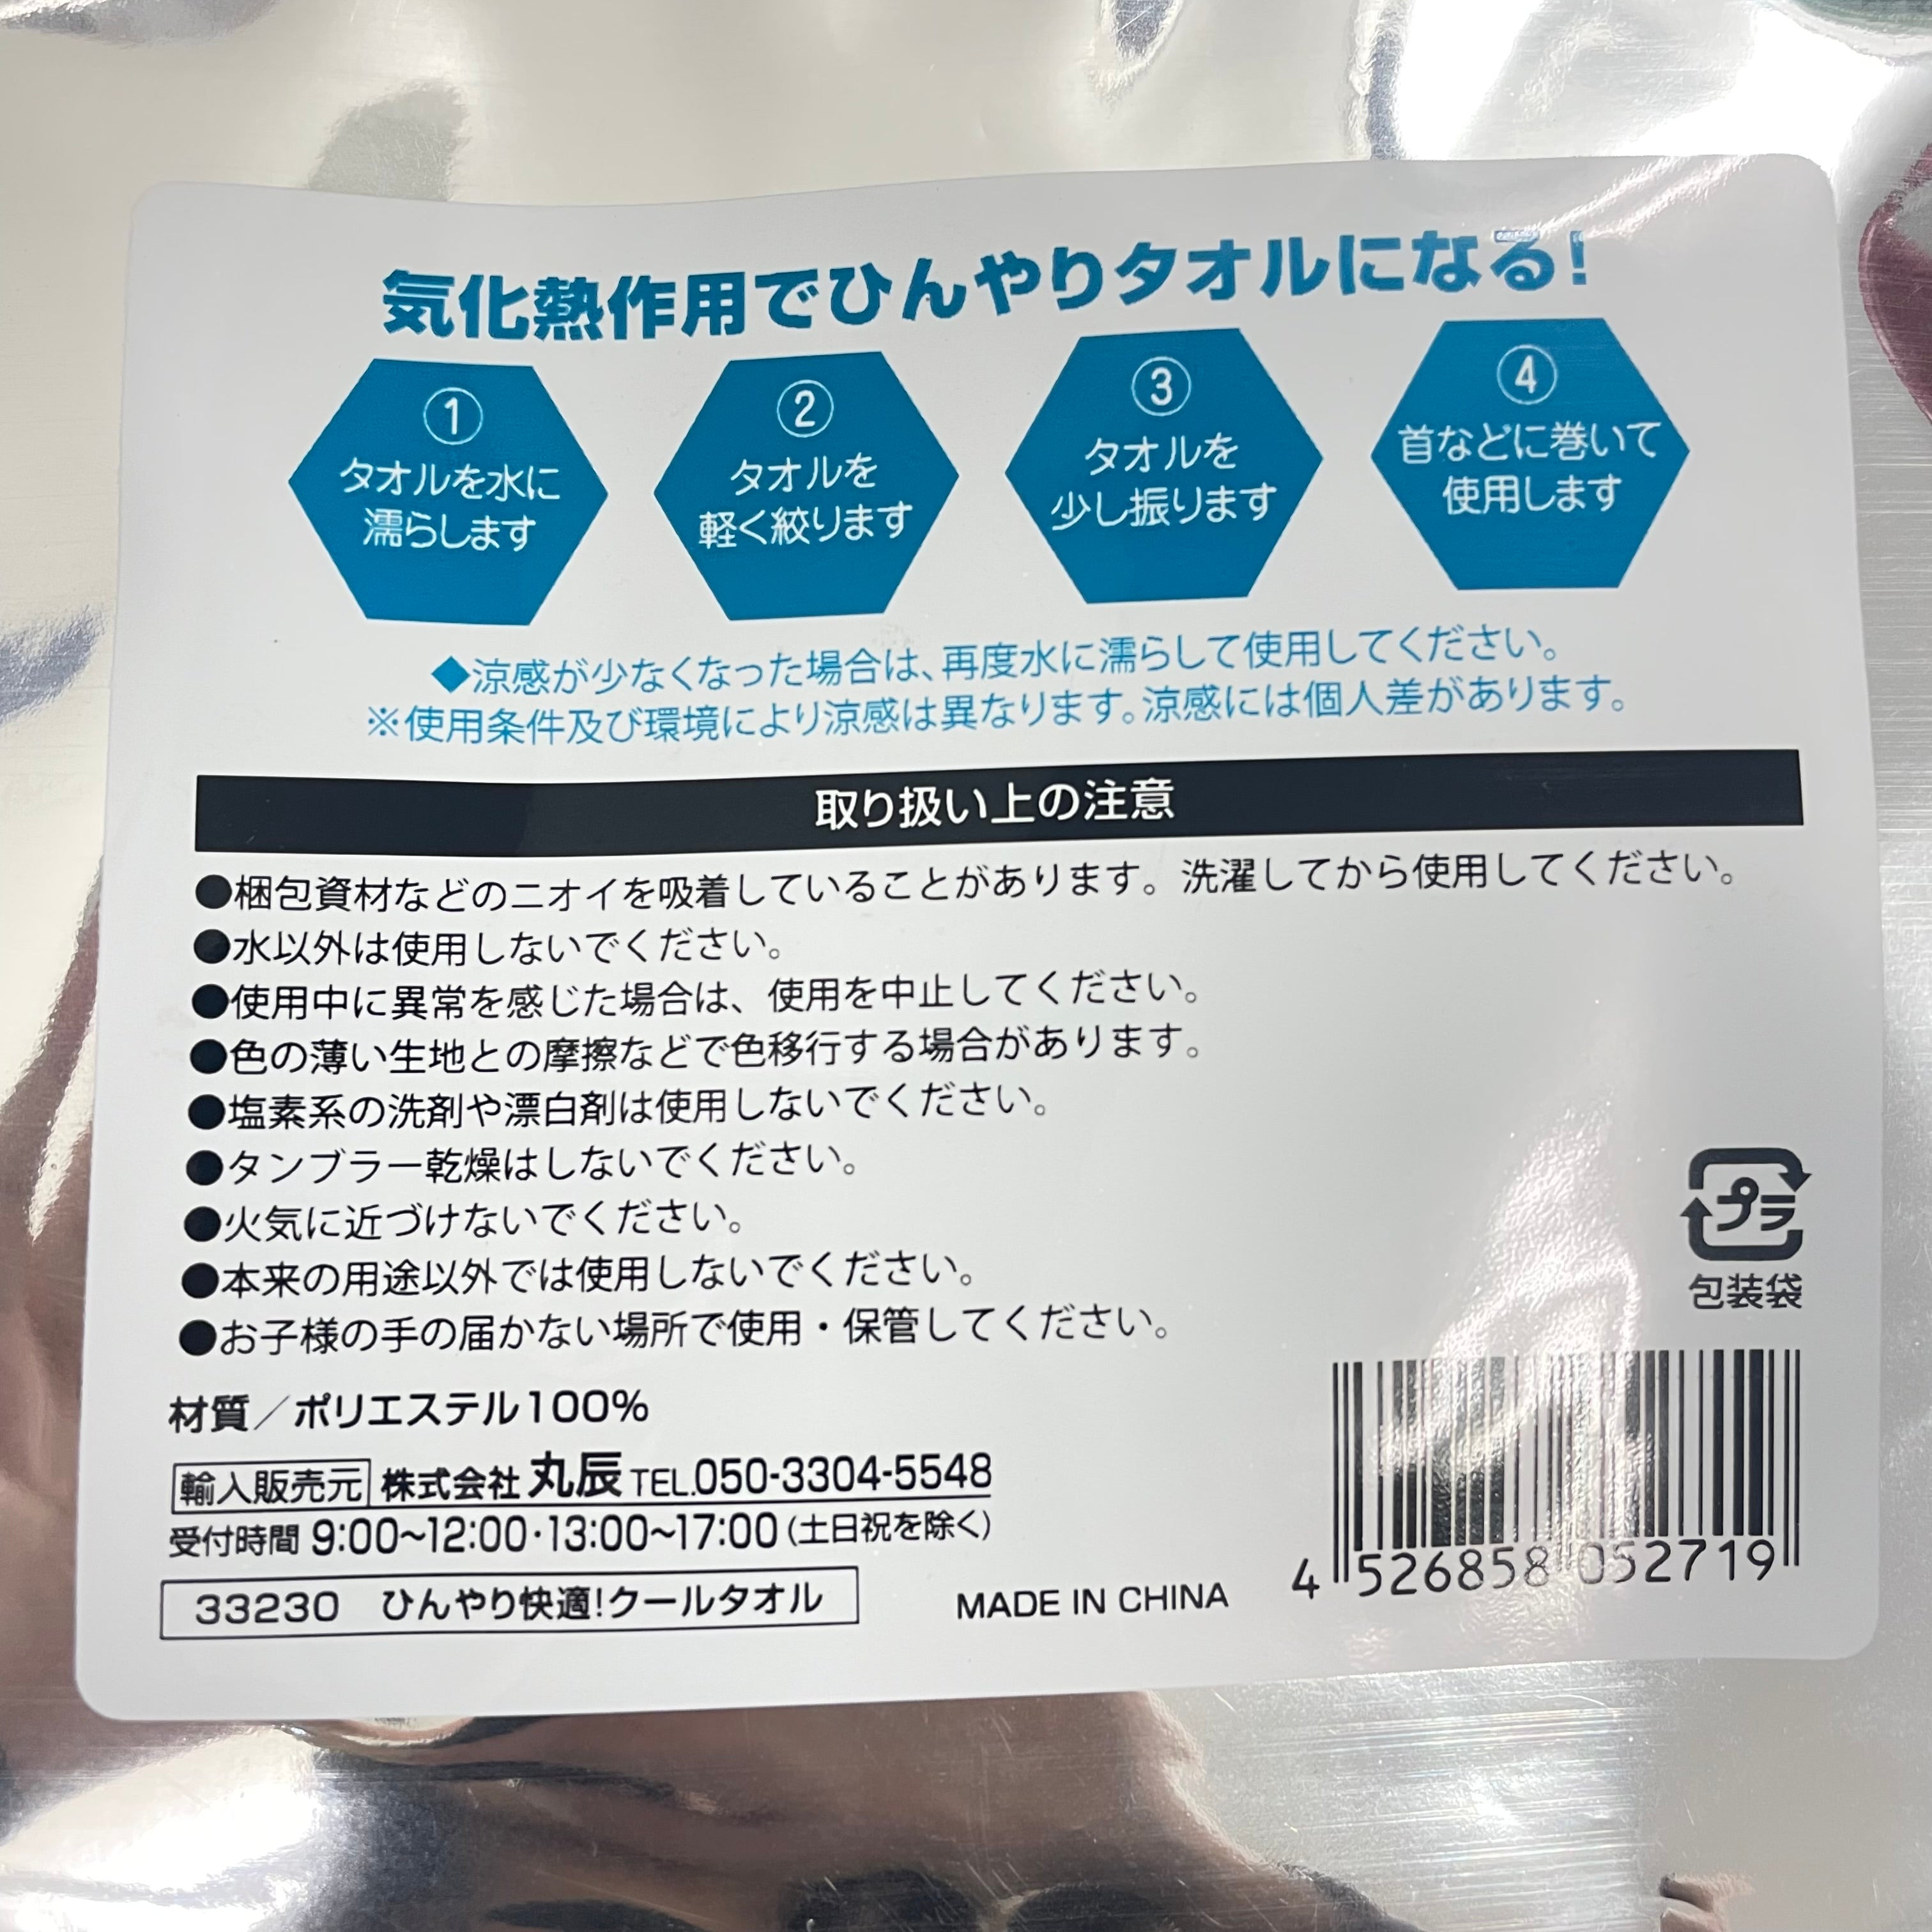 気化熱作用でひんやりタオルになる!
①
タオルを水に
濡らします
②
タオルを
軽く絞ります
③
タオルを
少し振ります
④
首などに巻いて
使用します
◆涼感が少なくなった場合は、再度水に濡らして使用してください。
※使用条件及び環境により涼感は異なります。涼感には個人差があります。
取り扱い上の注意
●梱包資材などのニオイを吸着していることがあります。洗濯してから使用してください。
●水以外は使用しないでください。
●使用中に異常を感じた場合は、使用を中止してください。
●色の薄い生地との摩擦などで色移行する場合があります。
●塩素系の洗剤や漂白剤は使用しないでください。
●タンブラー乾燥はしないでください。
●火気に近づけないでください。
●本来の用途以外では使用しないでください。
●お子様の手の届かない場所で使用・保管してください。
プラ
包装袋
材質／ポリエステル100%
輸入販売元 株式会社 丸辰 TEL.050-3304-5548
受付時間 9:00~12:00・13:00~17:00(土日祝を除く)
33230 ひんやり快適!クールタオル
MADE IN CHINA
4 526858 052719